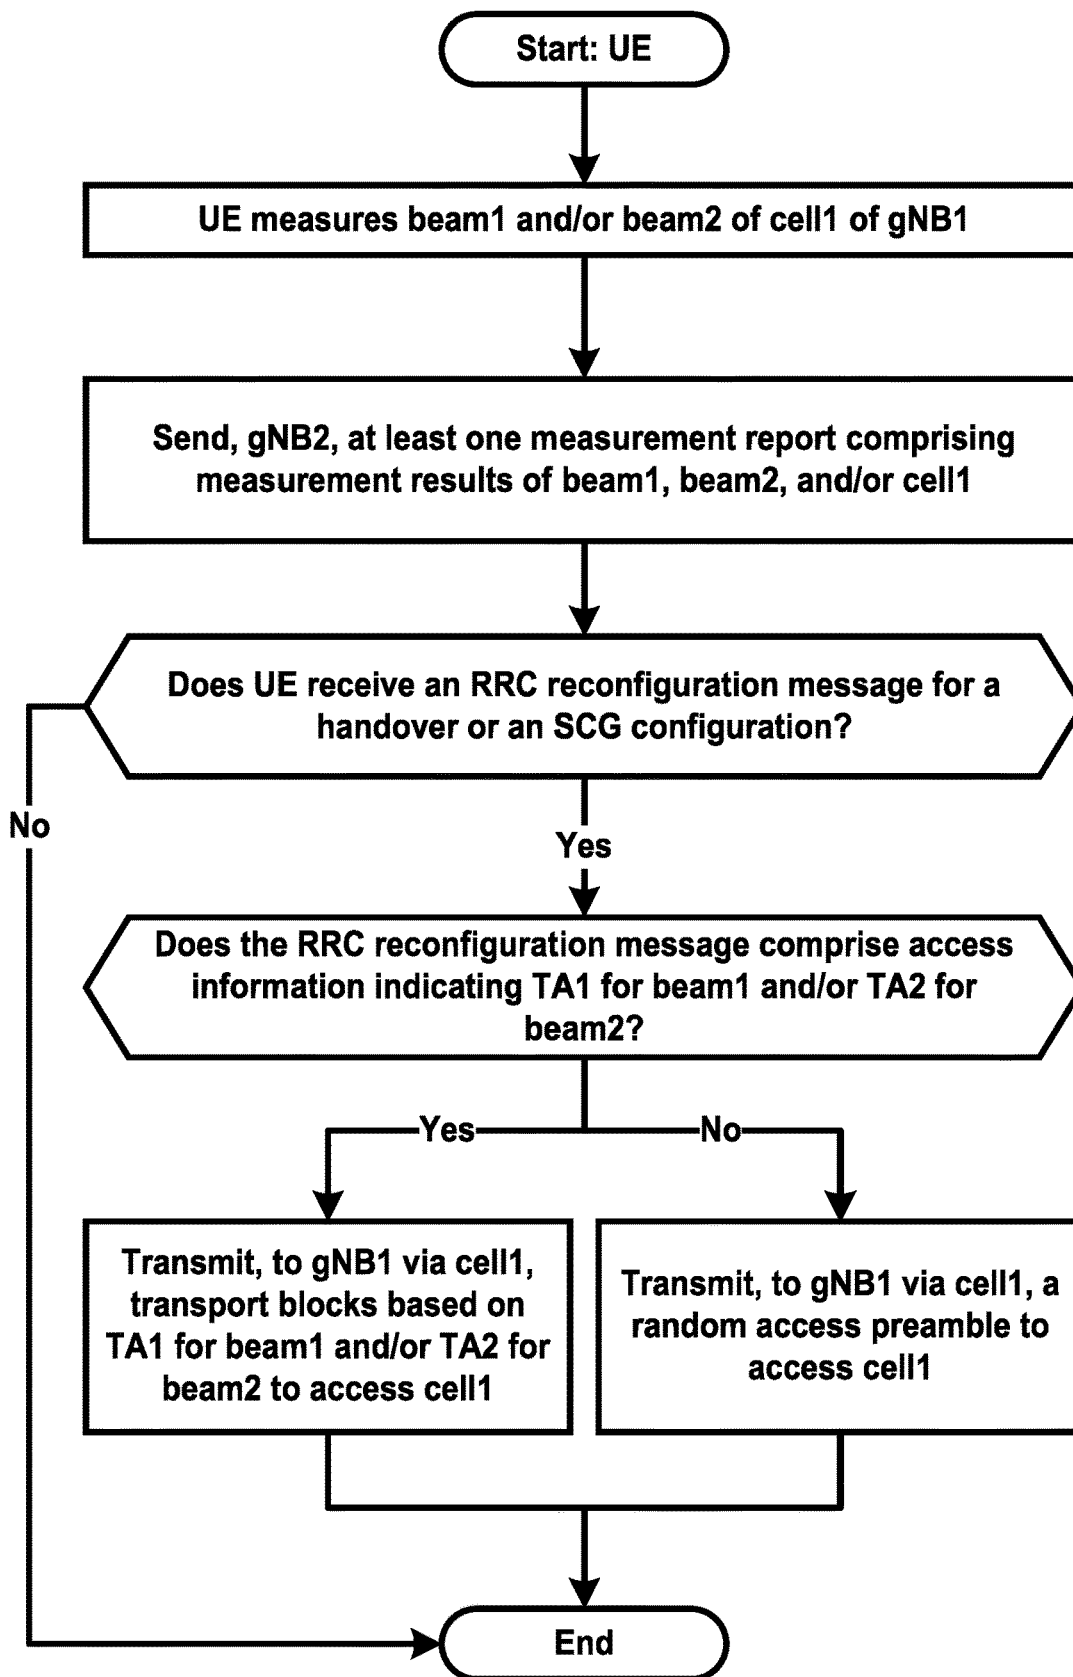 Start: UE
UE measures beam1 and/or beam2 of cell1 of gNB1
Send, gNB2, at least one measurement report comprising
measurement results of beam1, beam2, and/or cell1
Does UE receive an RRC reconfiguration message for a
handover or an SCG configuration?
No
Yes
Does the RRC reconfiguration message comprise access
information indicating TA1 for beam1 and/or TA2 for
beam2?
Yes
No
Transmit, to gNB1 via cell1,
transport blocks based on
TA1 for beam1 and/or TA2 for
beam2 to access cell1
Transmit, to gNB1 via cell1, a
random access preamble to
access cell1
End